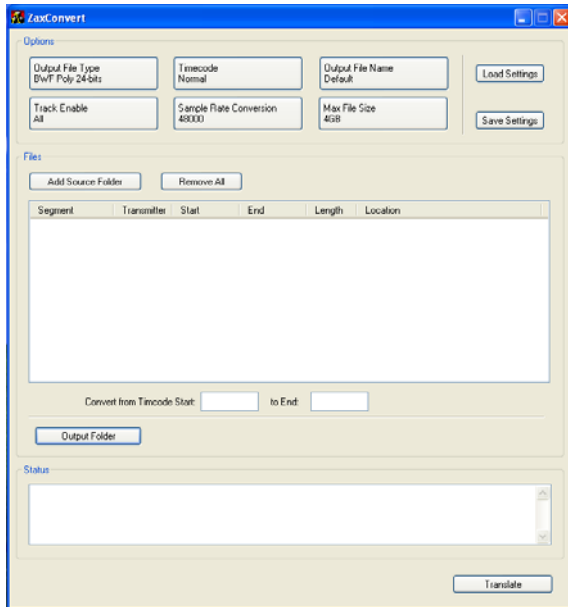 ZaxConvert
Options
Output File Type
BWF Poly 24-bits
Timecode
Normal
Output File Name
Default
Load Settings
Track Enable
All
Sample Rate Conversion
48000
Max File Size
4GB
Save Settings
Files
Add Source Folder
Remove All
Segment Transmitter Start End Length Location
Convert from Timcode Start: to End:
Output Folder
Status
Translate